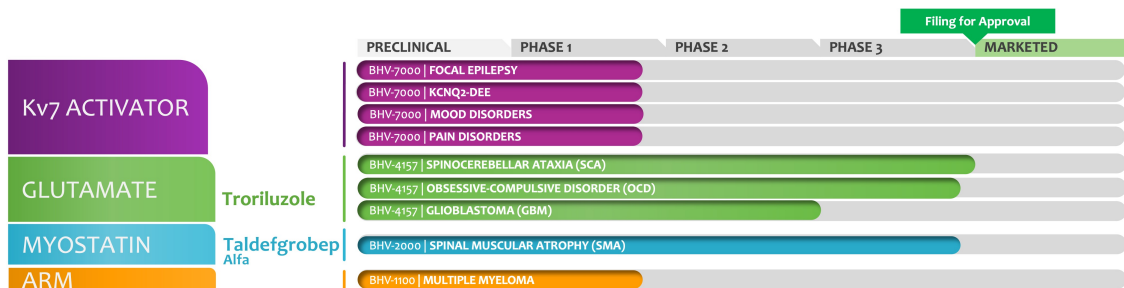 Filing for Approval
PRECLINICAL PHASE 1 PHASE 2 PHASE 3 MARKETED
Kv7 ACTIVATOR
BHV-7000 | FOCAL EPILEPSY
BHV-7000 | KCNQ2-DEE
BHV-7000 | MOOD DISORDERS
BHV-7000 | PAIN DISORDERS
GLUTAMATE
Troriluzole
BHV-4157 | SPINOCEREBELLAR ATAXIA (SCA)
BHV-4157 | OBSESSIVE-COMPULSIVE DISORDER (OCD)
BHV-4157 | GLIOBLASTOMA (GBM)
MYOSTATIN
Taldefgrobep
Alfa
BHV-2000 | SPINAL MUSCULAR ATROPHY (SMA)
ARM
BHV-1100 | MULTIPLE MYELOMA